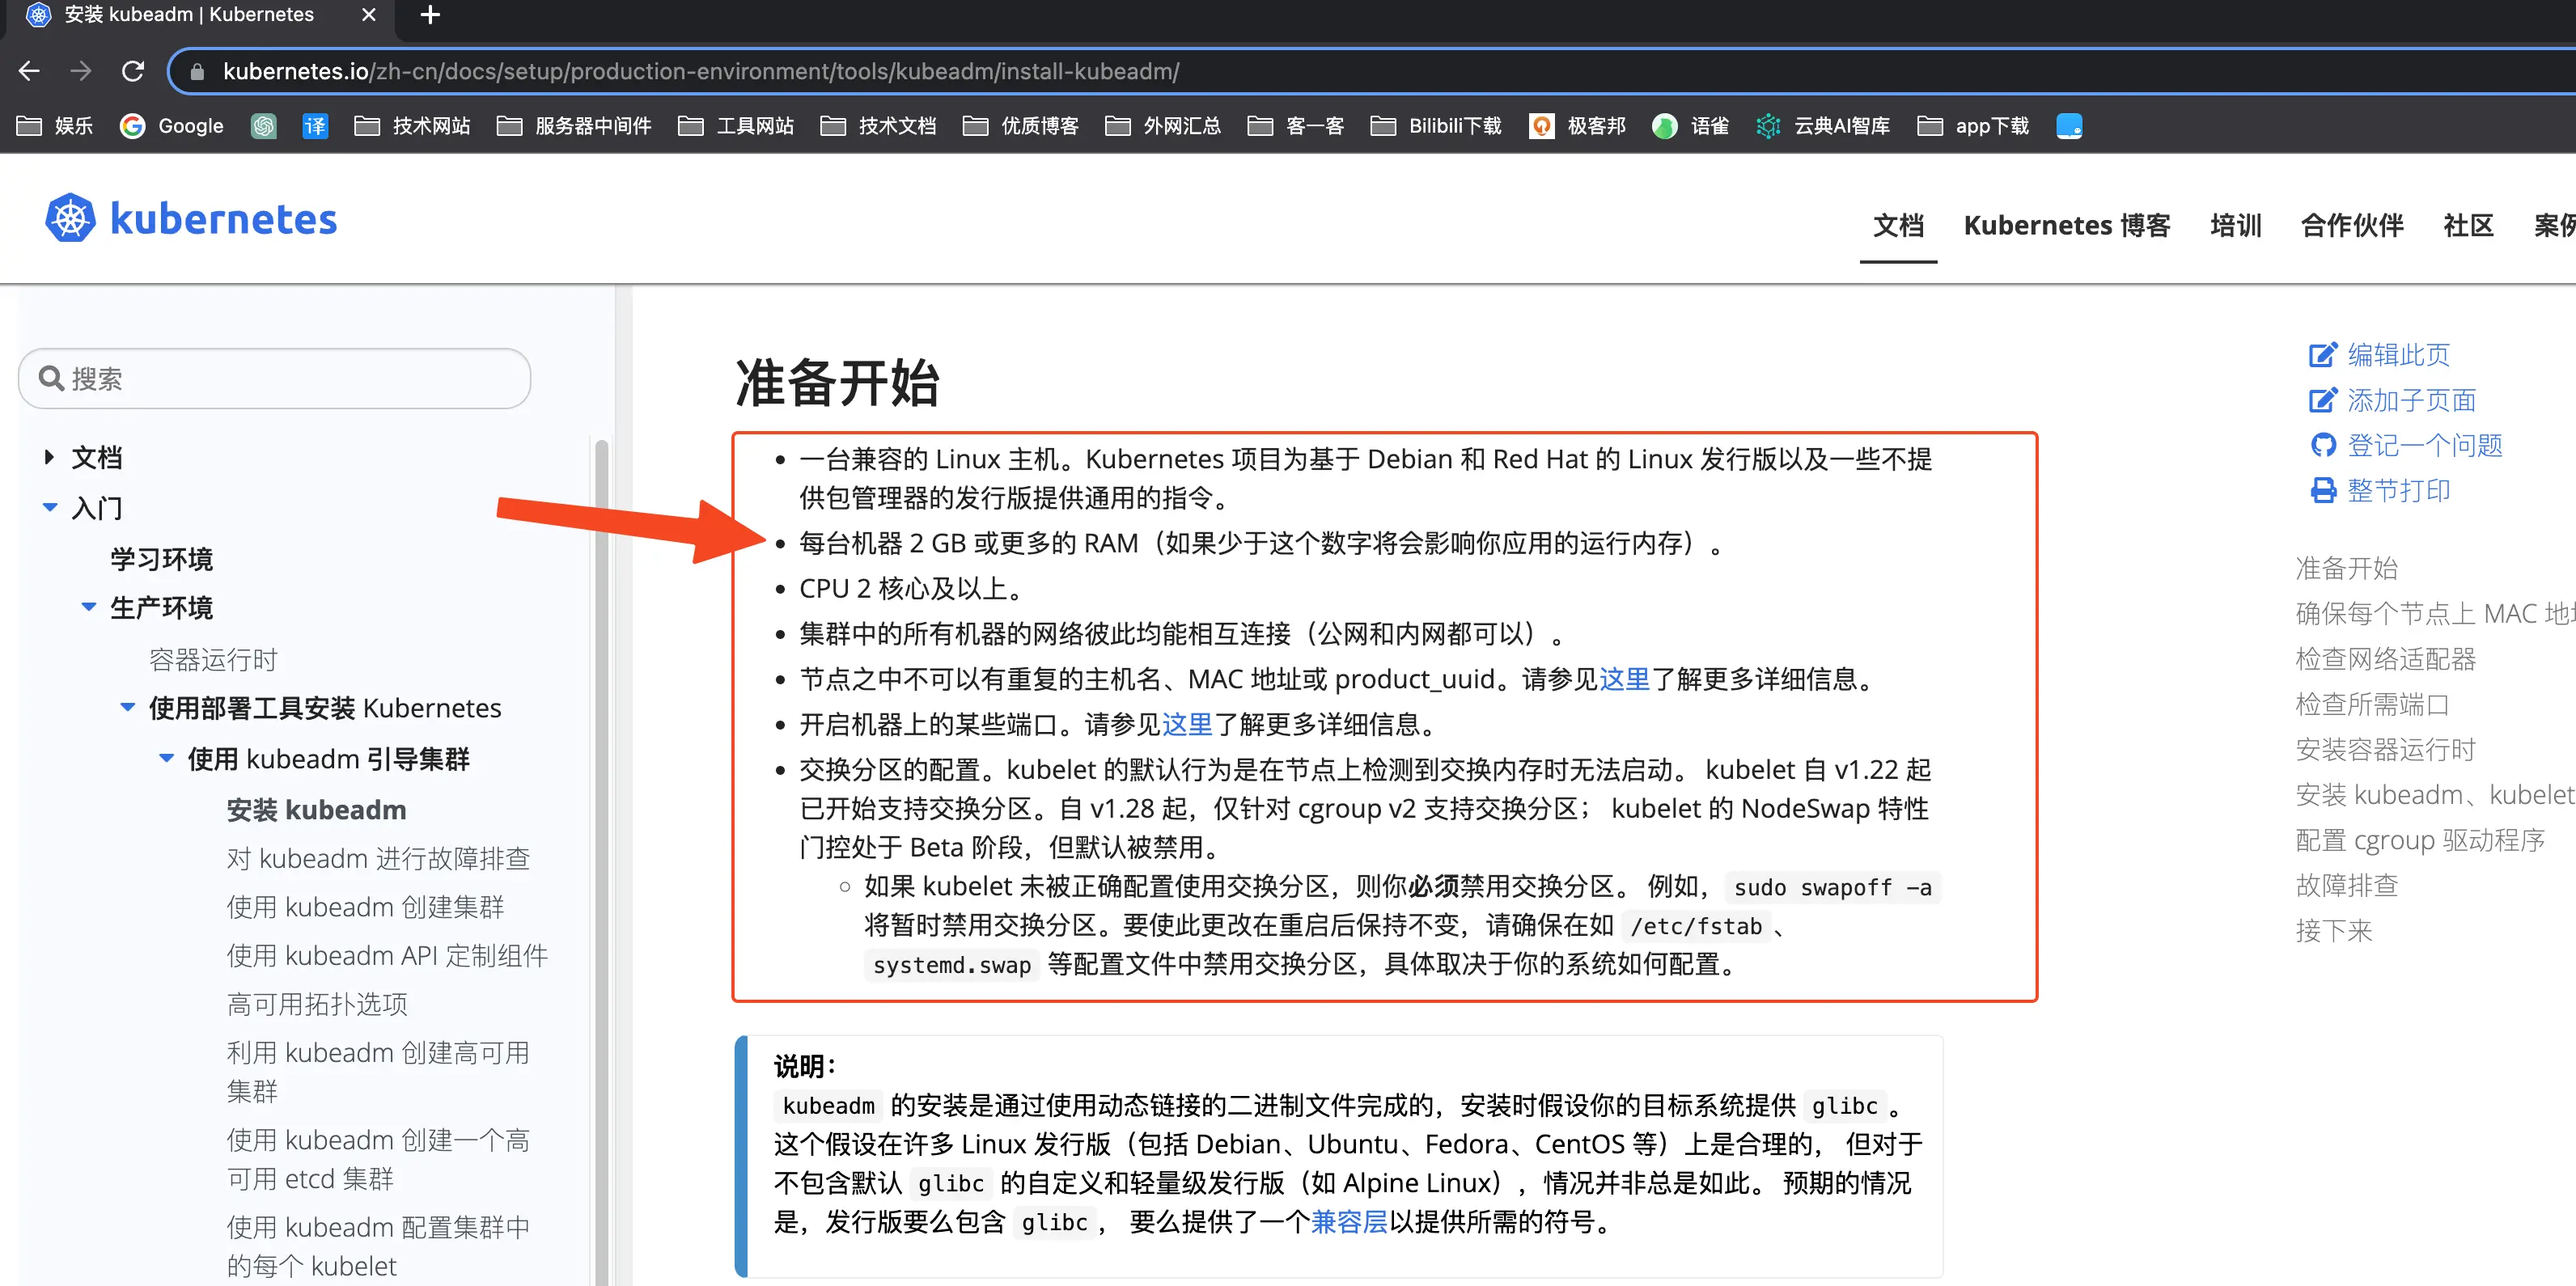 安装 kubeadm | Kubernetes
kubernetes.io/zh-cn/docs/setup/production-environment/tools/kubeadm/install-kubeadm/
娱乐 Google 译 技术网站 服务器中间件 工具网站 技术文档 优质博客 外网汇总 客一客 Bilibili下载 极客邦 语雀 云典AI智库 app下载
kubernetes
文档 Kubernetes 博客 培训 合作伙伴 社区
搜索
文档
入门
学习环境
生产环境
容器运行时
使用部署工具安装 Kubernetes
使用 kubeadm 引导集群
安装 kubeadm
对 kubeadm 进行故障排查
使用 kubeadm 创建集群
使用 kubeadm API 定制组件
高可用拓扑选项
利用 kubeadm 创建高可用
集群
使用 kubeadm 创建一个高
可用 etcd 集群
使用 kubeadm 配置集群中
的每个 kubelet
准备开始
一台兼容的 Linux 主机。Kubernetes 项目为基于 Debian 和 Red Hat 的 Linux 发行版以及一些不提
供包管理器的发行版提供通用的指令。
每台机器 2 GB 或更多的 RAM（如果少于这个数字将会影响你应用的运行内存）。
CPU 2 核心及以上。
集群中的所有机器的网络彼此均能相互连接（公网和内网都可以）。
节点之中不可以有重复的主机名、MAC 地址或 product_uuid。请参见这里了解更多详细信息。
开启机器上的某些端口。请参见这里了解更多详细信息。
交换分区的配置。kubelet 的默认行为是在节点上检测到交换内存时无法启动。 kubelet 自 v1.22 起
已开始支持交换分区。自 v1.28 起，仅针对 cgroup v2 支持交换分区； kubelet 的 NodeSwap 特性
门控处于 Beta 阶段，但默认被禁用。
如果 kubelet 未被正确配置使用交换分区，则你必须禁用交换分区。 例如， sudo swapoff -a
将暂时禁用交换分区。要使此更改在重启后保持不变，请确保在如 /etc/fstab 、
systemd.swap 等配置文件中禁用交换分区，具体取决于你的系统如何配置。
说明：
kubeadm 的安装是通过使用动态链接的二进制文件完成的，安装时假设你的目标系统提供 glibc 。
这个假设在许多 Linux 发行版（包括 Debian、Ubuntu、Fedora、CentOS 等）上是合理的， 但对于
不包含默认 glibc 的自定义和轻量级发行版（如 Alpine Linux），情况并非总是如此。 预期的情况
是，发行版要么包含 glibc ， 要么提供了一个兼容层以提供所需的符号。
编辑此页
添加子页面
登记一个问题
整节打印
准备开始
确保每个节点上 MAC 地
检查网络适配器
检查所需端口
安装容器运行时
安装 kubeadm、kubelet
配置 cgroup 驱动程序
故障排查
接下来